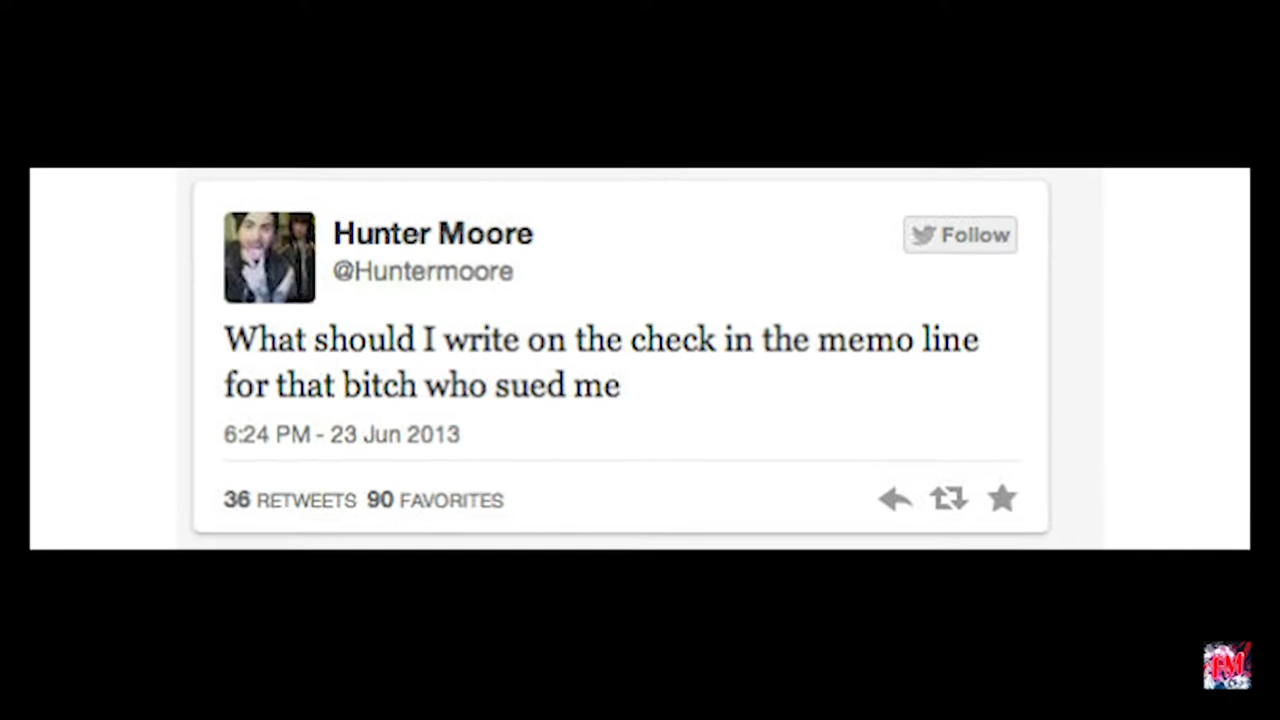 Hunter Moore
@Huntermoore
Follow
What should I write on the check in the memo line
for that bitch who sued me
6:24 PM - 23 Jun 2013
36 RETWEETS 90 FAVORITES